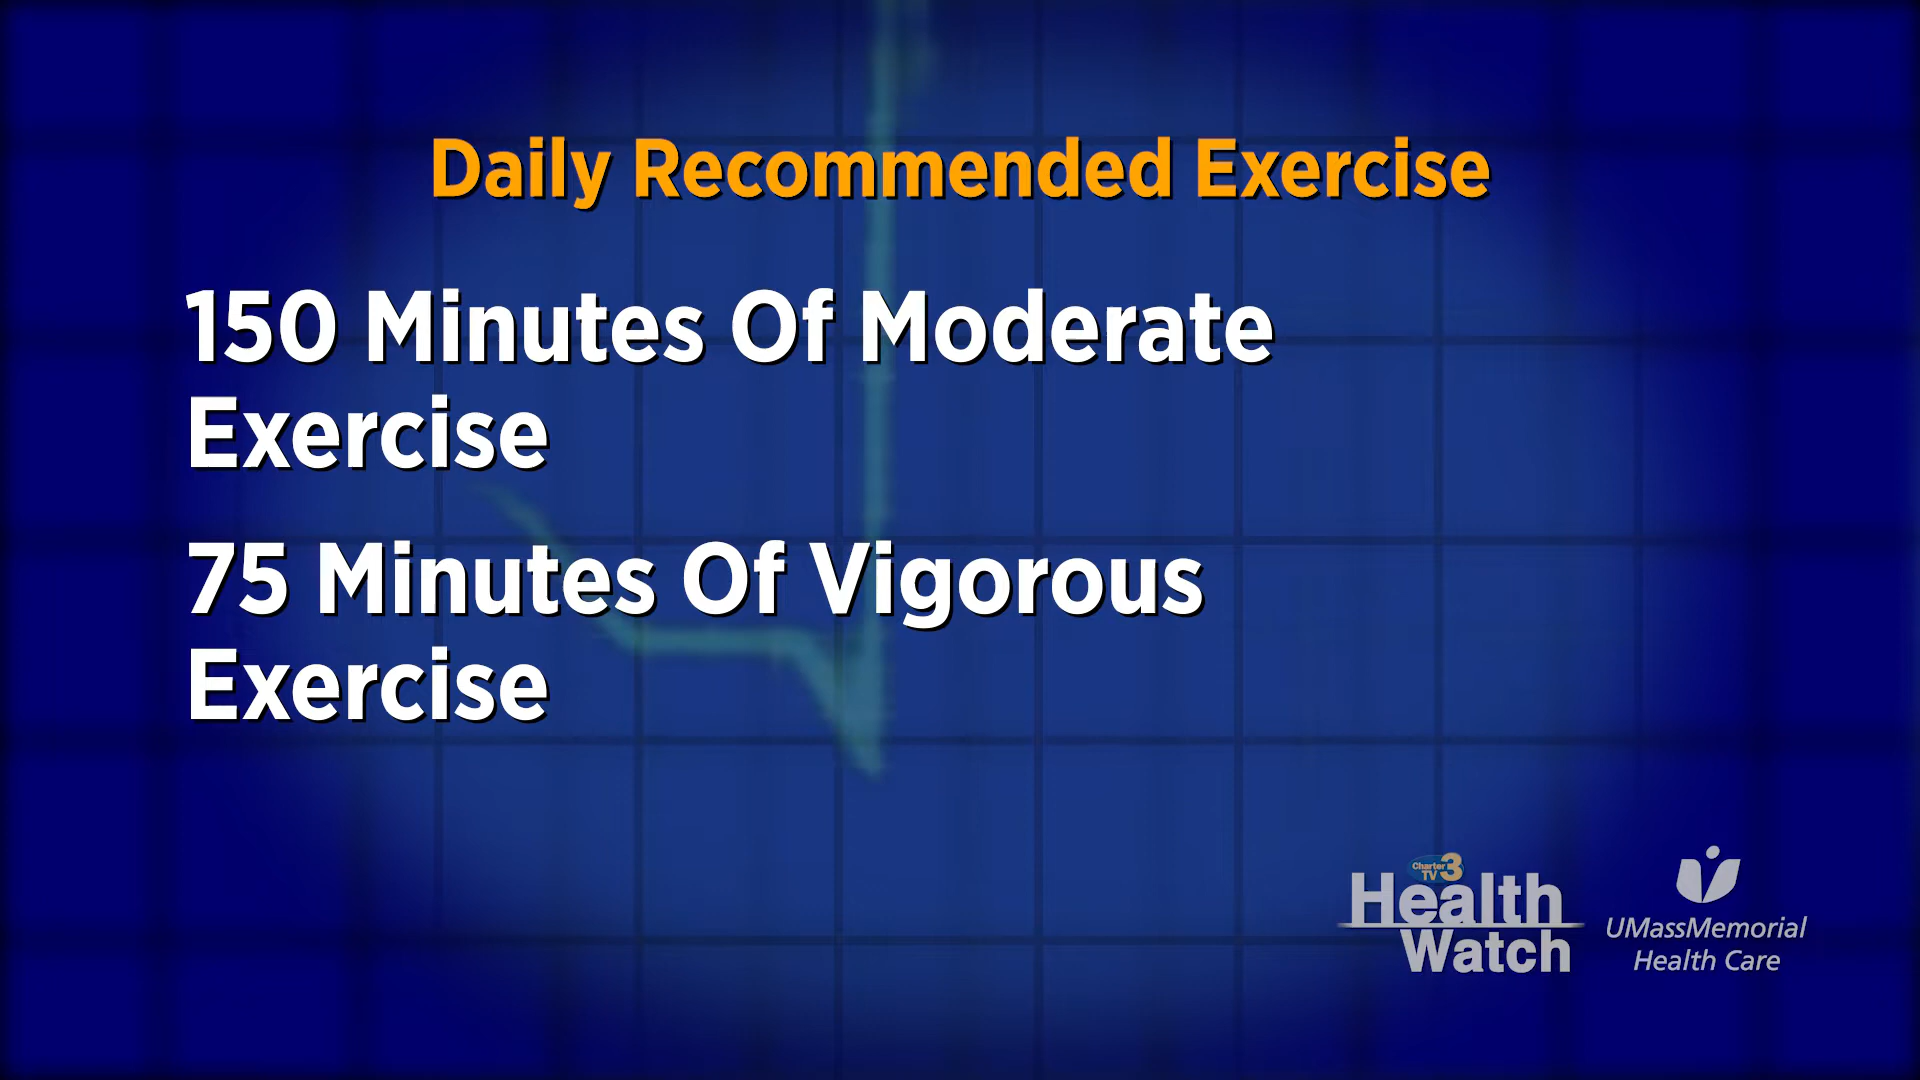 Daily Recommended Exercise
150 Minutes Of Moderate
Exercise
75 Minutes Of Vigorous
Exercise
Charter
TV3
Health
Watch
UMassMemorial
Health Care